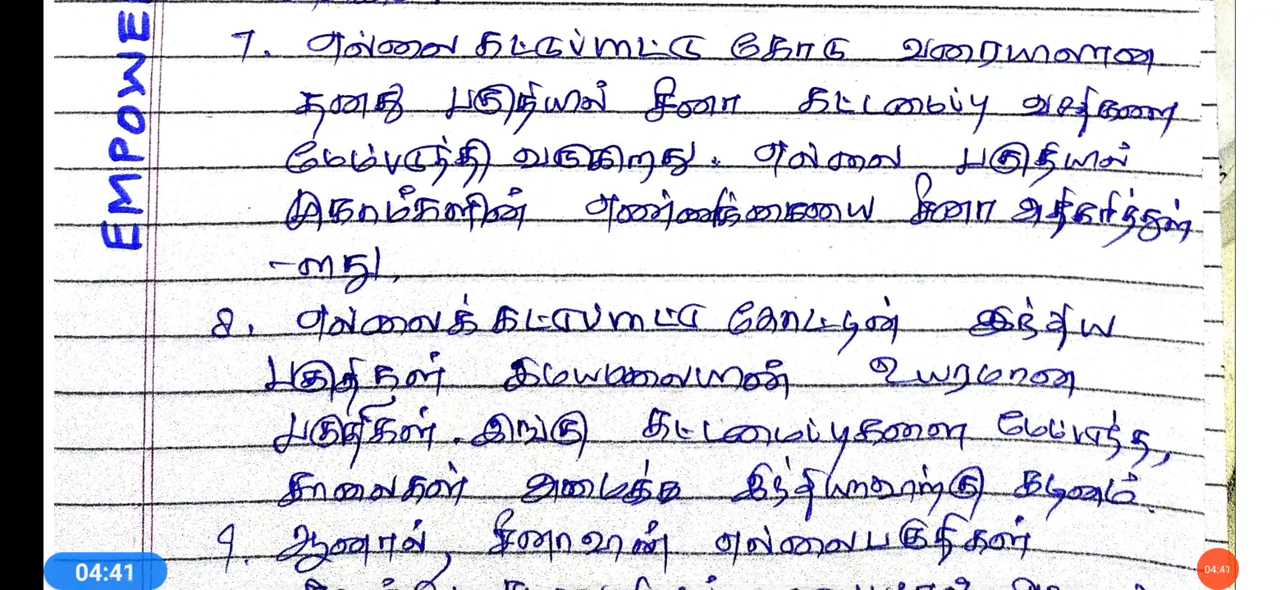 EMPOWE
7. எல்லை கட்டுப்பாட்டு கோடு வரையிலான
தனது பகுதியில் சீனா கட்டமைப்பு வசதிகளை
மேம்படுத்தி வருகிறது. எல்லை பகுதியில்
கிராமங்களின் எண்ணிக்கையை சீனா அதிகரித்துள்
-ளது.
8. எல்லைக் கட்டுப்பாட்டு கோட்டின் இந்திய
பகுதிகள் இமயமலையின் உயரமான
பகுதிகள். இங்கு கட்டமைப்புகளை
சாலைகள் அமைக்க இந்தியாவிற்கு கடினம்.
9. ஆனால், சீனாவின் எல்லைபகுதிகள்
04:41
04:41